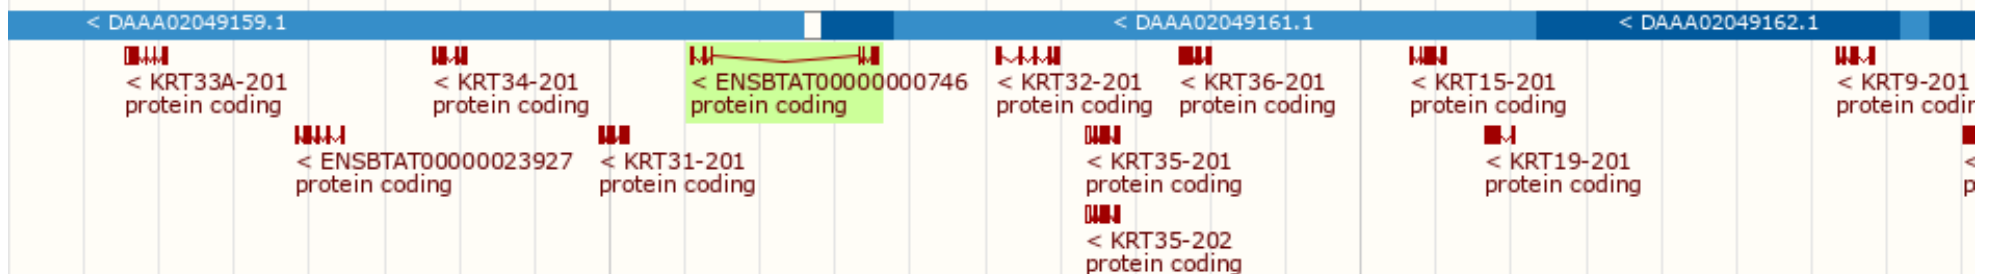 < DAAA02049159.1
< DAAA02049161.1
< DAAA02049162.1
< KRT33A-201
protein coding
< KRT34-201
protein coding
< ENSBTAT00000000746
protein coding
< KRT32-201
protein coding
< KRT36-201
protein coding
< KRT15-201
protein coding
< KRT9-201
protein codin
< ENSBTAT00000023927
protein coding
< KRT31-201
protein coding
< KRT35-201
protein coding
< KRT19-201
protein coding
<
p
< KRT35-202
protein coding